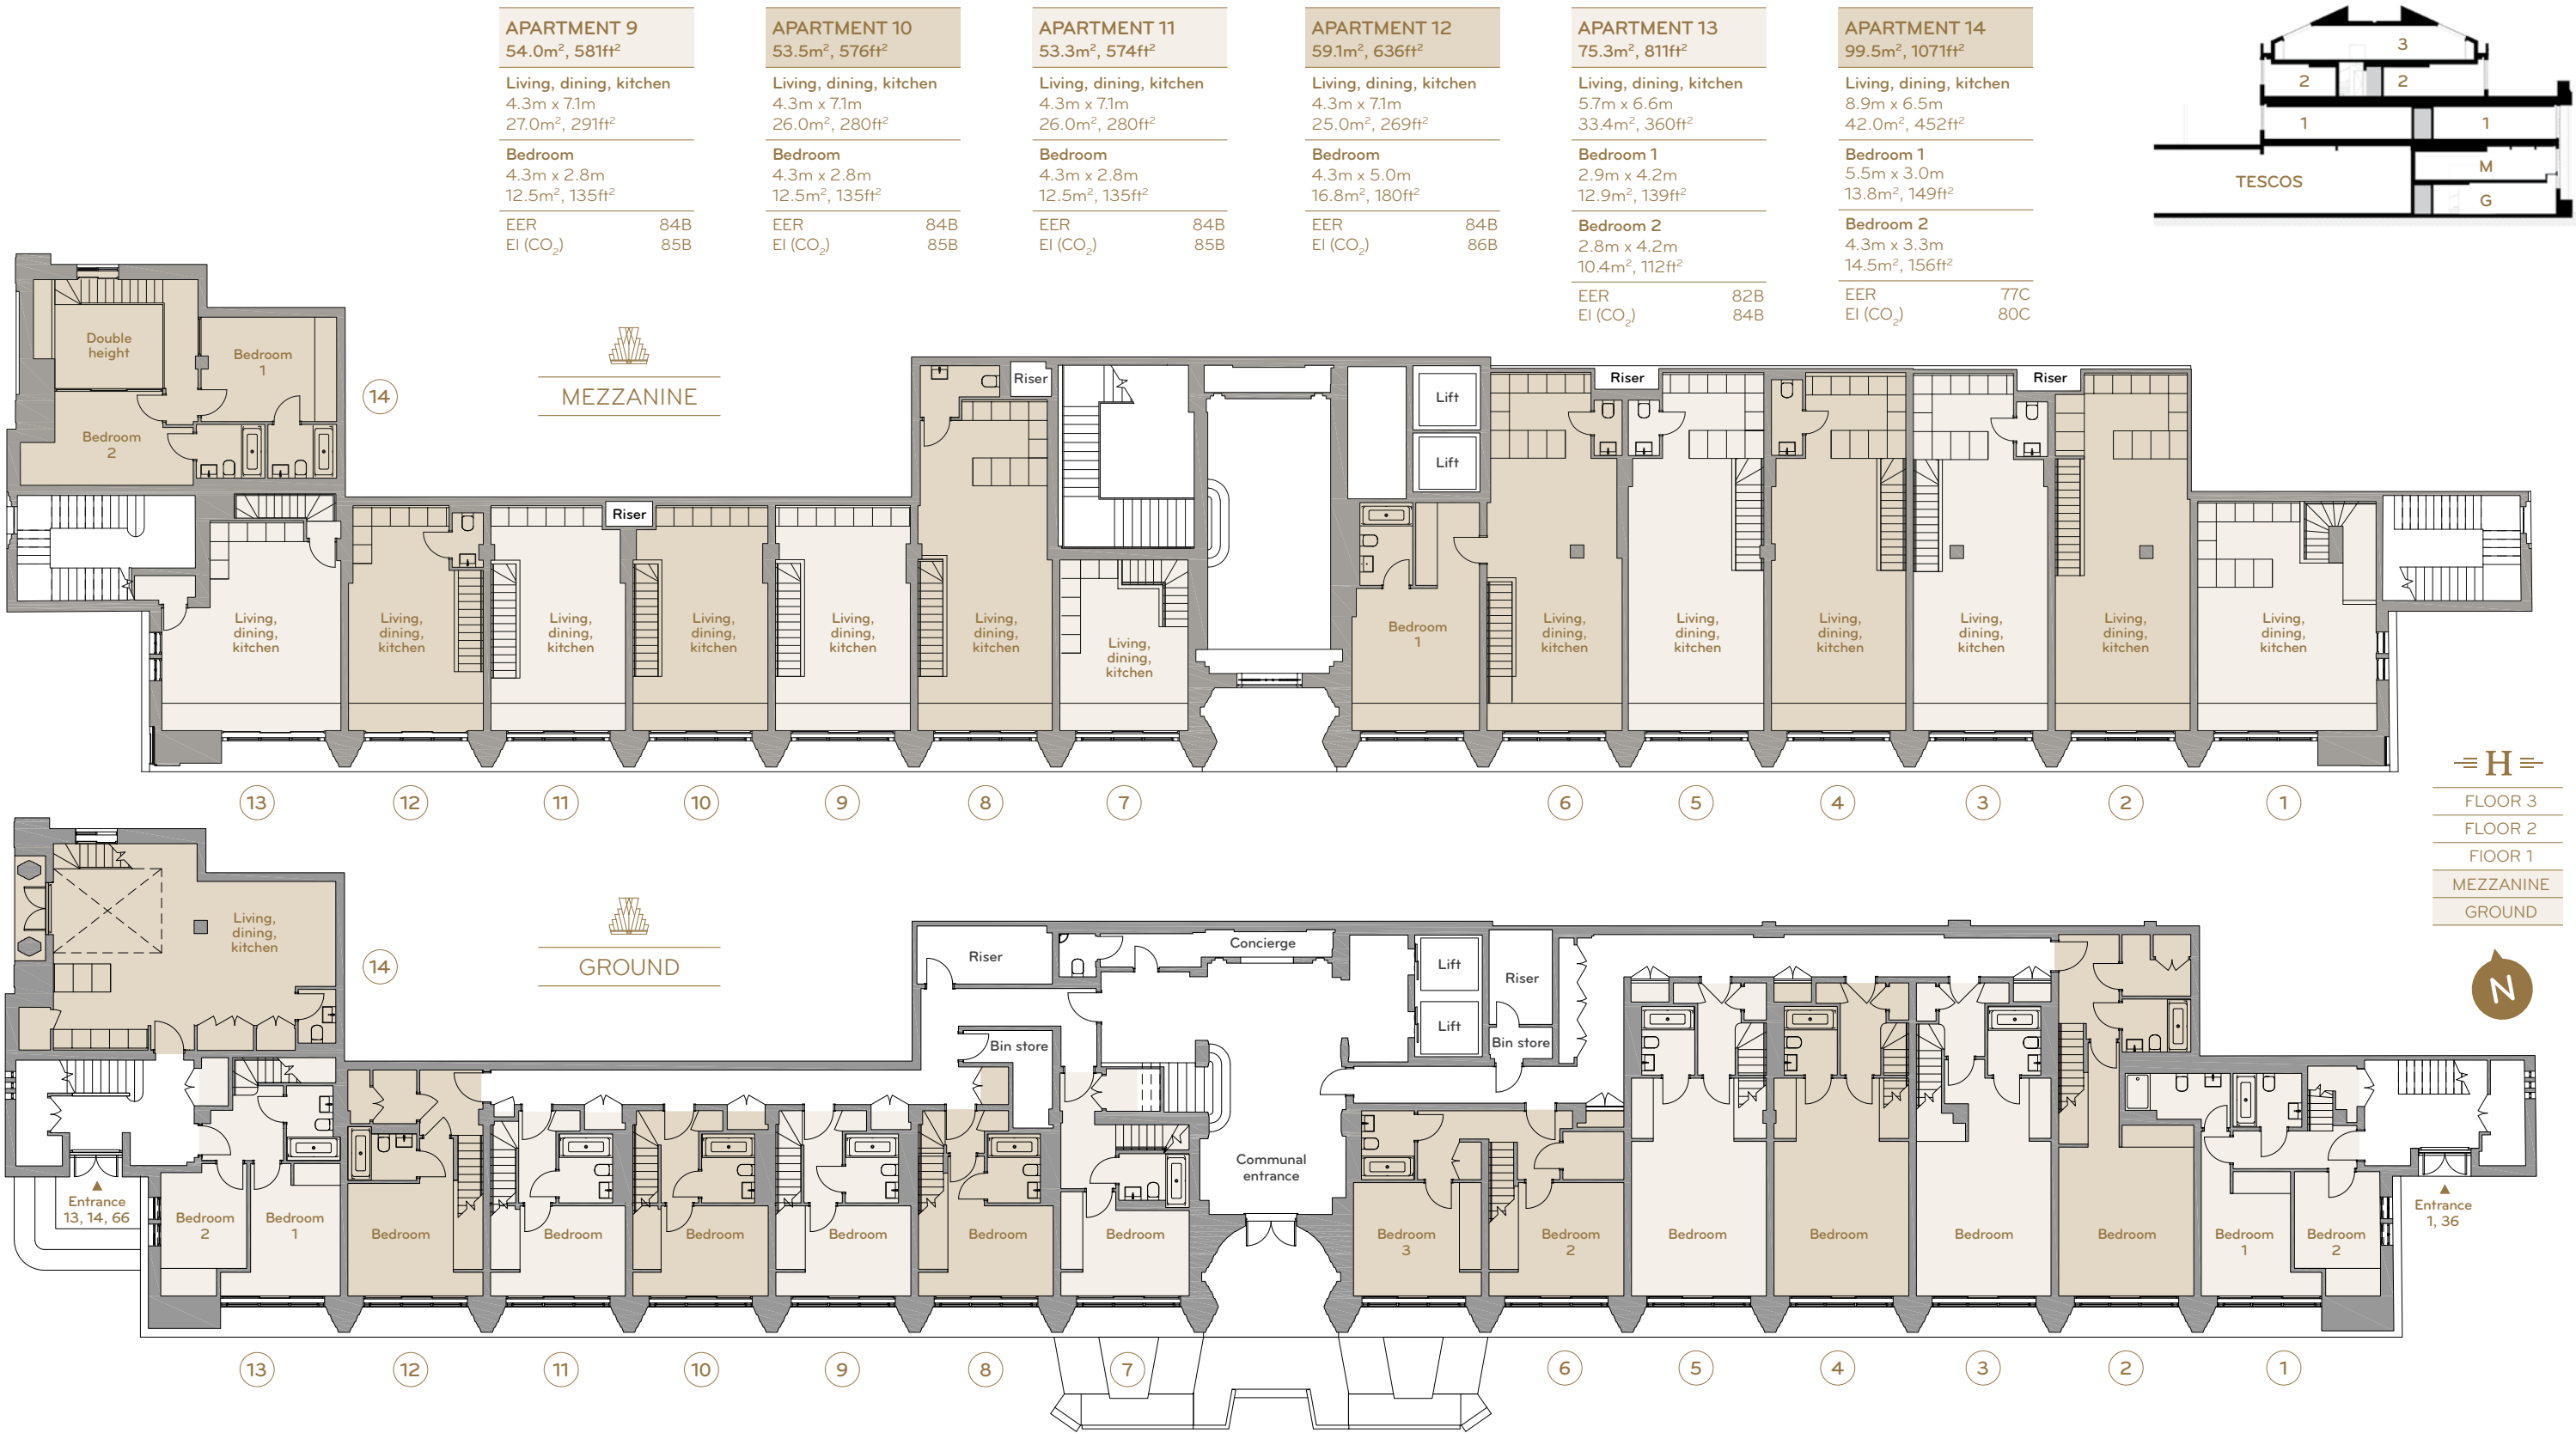 APARTMENT 9
54.0m², 581ft²
Living, dining, kitchen
4.3m x 7.1m
27.0m², 291ft²
Bedroom
4.3m x 2.8m
12.5m², 135ft²
EER 84B
EI (CO₂) 85B
APARTMENT 10
53.5m², 576ft²
Living, dining, kitchen
4.3m x 7.1m
26.0m², 280ft²
Bedroom
4.3m x 2.8m
12.5m², 135ft²
EER 84B
EI (CO₂) 85B
APARTMENT 11
53.3m², 574ft²
Living, dining, kitchen
4.3m x 7.1m
26.0m², 280ft²
Bedroom
4.3m x 2.8m
12.5m², 135ft²
EER 84B
EI (CO₂) 85B
APARTMENT 12
59.1m², 636ft²
Living, dining, kitchen
4.3m x 7.1m
25.0m², 269ft²
Bedroom
4.3m x 5.0m
16.8m², 180ft²
EER 84B
EI (CO₂) 86B
APARTMENT 13
75.3m², 811ft²
Living, dining, kitchen
5.7m x 6.6m
33.4m², 360ft²
Bedroom 1
2.9m x 4.2m
12.9m², 139ft²
Bedroom 2
2.8m x 4.2m
10.4m², 112ft²
EER 82B
EI (CO₂) 84B
APARTMENT 14
99.5m², 1071ft²
Living, dining, kitchen
8.9m x 6.5m
42.0m², 452ft²
Bedroom 1
5.5m x 3.0m
13.8m², 149ft²
Bedroom 2
4.3m x 3.3m
14.5m², 156ft²
EER 77C
EI (CO₂) 80C
3
2 2
1 1
M
TESCOS
G
MEZZANINE
Double
height
Bedroom
1
Bedroom
2
14
Riser
Riser
Lift
Lift
Riser
Riser
Living,
dining,
kitchen
Living,
dining,
kitchen
Living,
dining,
kitchen
Living,
dining,
kitchen
Living,
dining,
kitchen
Living,
dining,
kitchen
Living,
dining,
kitchen
Bedroom
1
Living,
dining,
kitchen
Living,
dining,
kitchen
Living,
dining,
kitchen
Living,
dining,
kitchen
Living,
dining,
kitchen
Living,
dining,
kitchen
13 12 11 10 9 8 7 6 5 4 3 2 1
H
FLOOR 3
FLOOR 2
FlOOR 1
MEZZANINE
GROUND
N
GROUND
Living,
dining,
kitchen
14
Riser
Concierge
Lift
Lift
Riser
Bin store
Bin store
Communal
entrance
Entrance
13, 14, 66
Bedroom
2
Bedroom
1
Bedroom
Bedroom
Bedroom
Bedroom
Bedroom
Bedroom
Bedroom
3
Bedroom
2
Bedroom
Bedroom
Bedroom
Bedroom
Bedroom
1
Bedroom
2
Entrance
1, 36
13 12 11 10 9 8 7 6 5 4 3 2 1